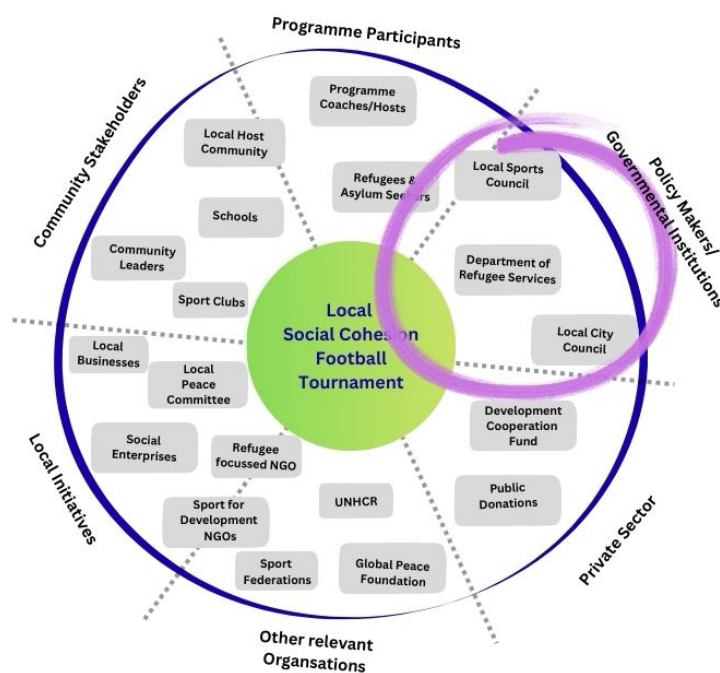 Programme Participants
Programme
Coaches/Hosts
Local Host
Community
Refugees &
Asylum Seekers
Local Sports
Council
Policy Makers/
Governmental Institutions
Community Stakeholders
Schools
Community
Leaders
Sport Clubs
Department of
Refugee Services
Local City
Council
Local
Social Cohesion
Football
Tournament
Local
Businesses
Local
Peace
Committee
Social
Enterprises
Refugee
focussed NGO
Sport for
Development
NGOs
Local Initiatives
UNHCR
Sport
Federations
Global Peace
Foundation
Development
Cooperation
Fund
Public
Donations
Private Sector
Other relevant
Organsations